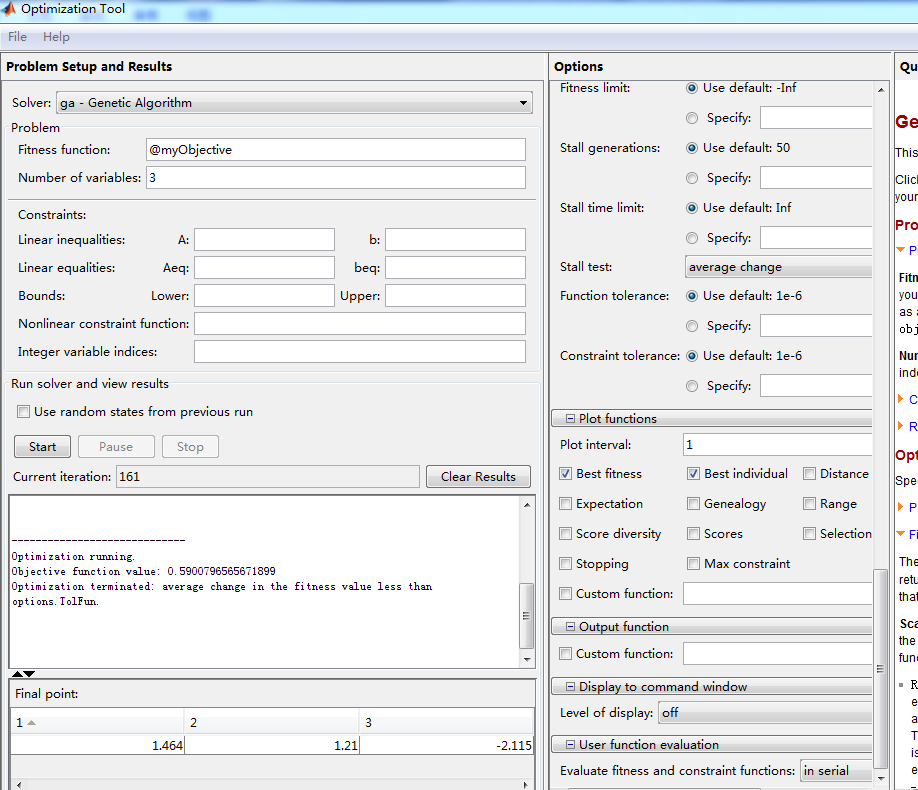 Optimization Tool
File Help
Problem Setup and Results
Solver: ga - Genetic Algorithm
Problem
Fitness function: @myObjective
Number of variables: 3
Constraints:
Linear inequalities: A: b:
Linear equalities: Aeq: beq:
Bounds: Lower: Upper:
Nonlinear constraint function:
Integer variable indices:
Run solver and view results
Use random states from previous run
Start Pause Stop
Current iteration: 161 Clear Results
------------------------------
Optimization running.
Objective function value: 0.5900796565671899
Optimization terminated: average change in the fitness value less than
options.TolFun.
Final point:
1 2 3
1.464 1.21 -2.115
Options
Fitness limit: Use default: -Inf
Specify:
Stall generations: Use default: 50
Specify:
Stall time limit: Use default: Inf
Specify:
Stall test: average change
Function tolerance: Use default: 1e-6
Specify:
Constraint tolerance: Use default: 1e-6
Specify:
Plot functions
Plot interval: 1
Best fitness Best individual Distance
Expectation Genealogy Range
Score diversity Scores Selection
Stopping Max constraint
Custom function:
Output function
Custom function:
Display to command window
Level of display: off
User function evaluation
Evaluate fitness and constraint functions: in serial
Qu
Ge
This
Clic
your
Pro
P
Fitn
you
as a
obj
Nun
inde
C
R
Opt
Spe
P
Fi
The
retu
that
Sca
the
fun
R
e
a
T
is
e